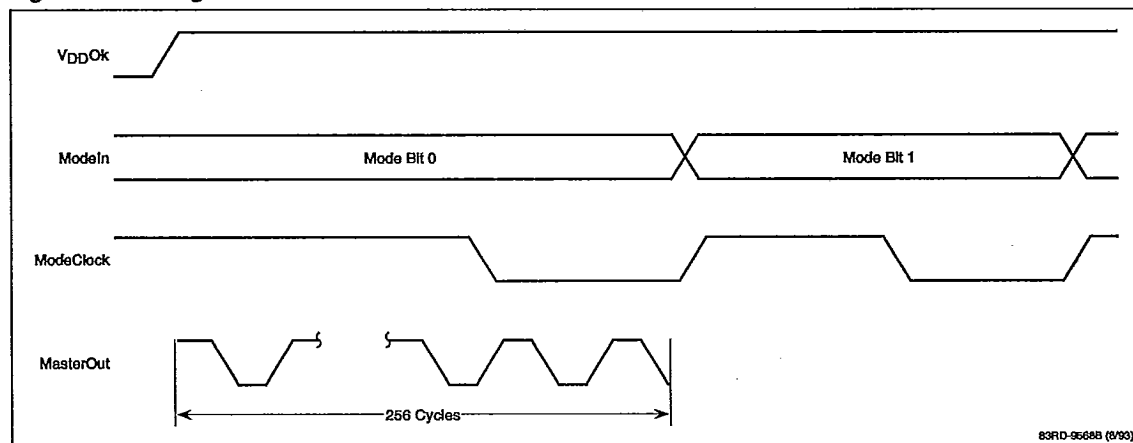 VDDOk
ModeIn
Mode Bit 0
Mode Bit 1
ModeClock
MasterOut
256 Cycles
83RD-9568B (8/93)